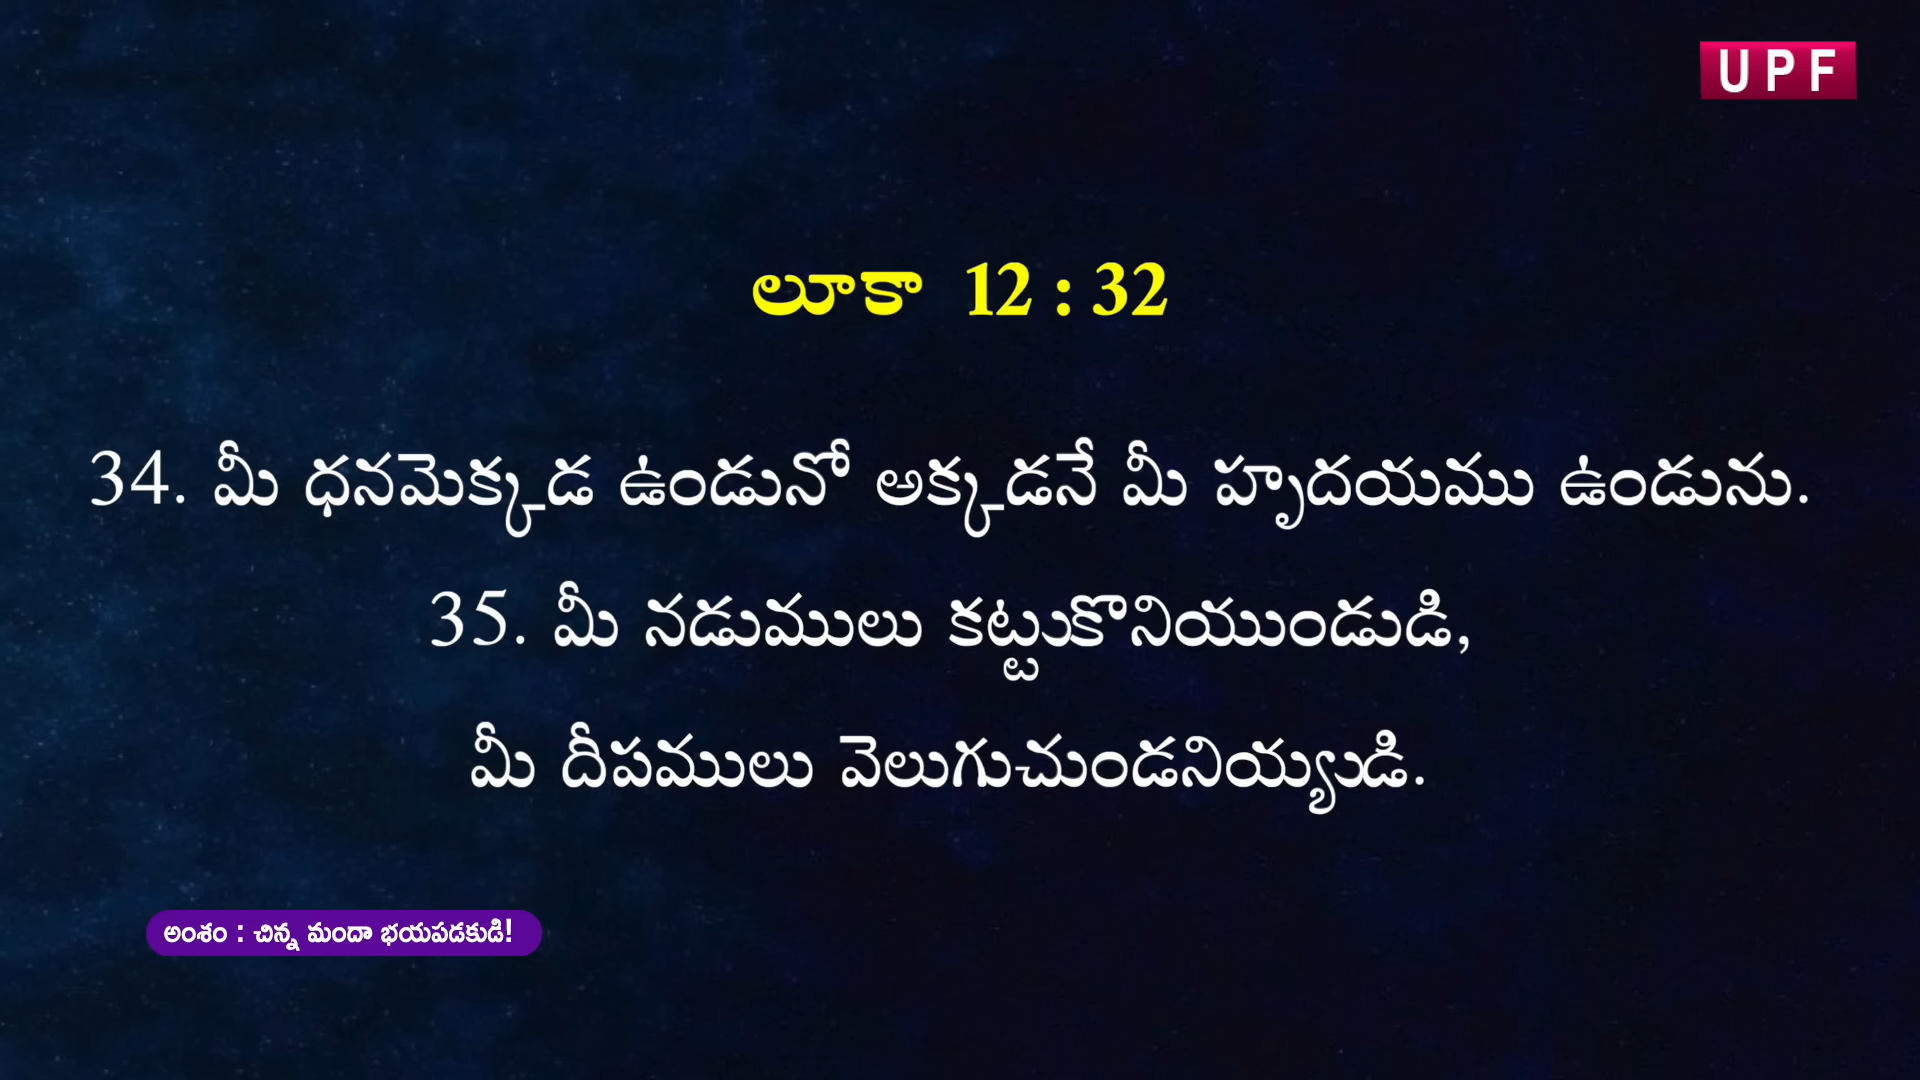 UPF
లూకా 12 : 32
34. మీ ధనమెక్కడ ఉండునో అక్కడనే మీ హృదయము ఉండును.
35. మీ నడుములు కట్టుకొనియుండుడి,
మీ దీపములు వెలుగుచుండనియ్యుడి.
అంశం : చిన్న మందా భయపడకుడి!